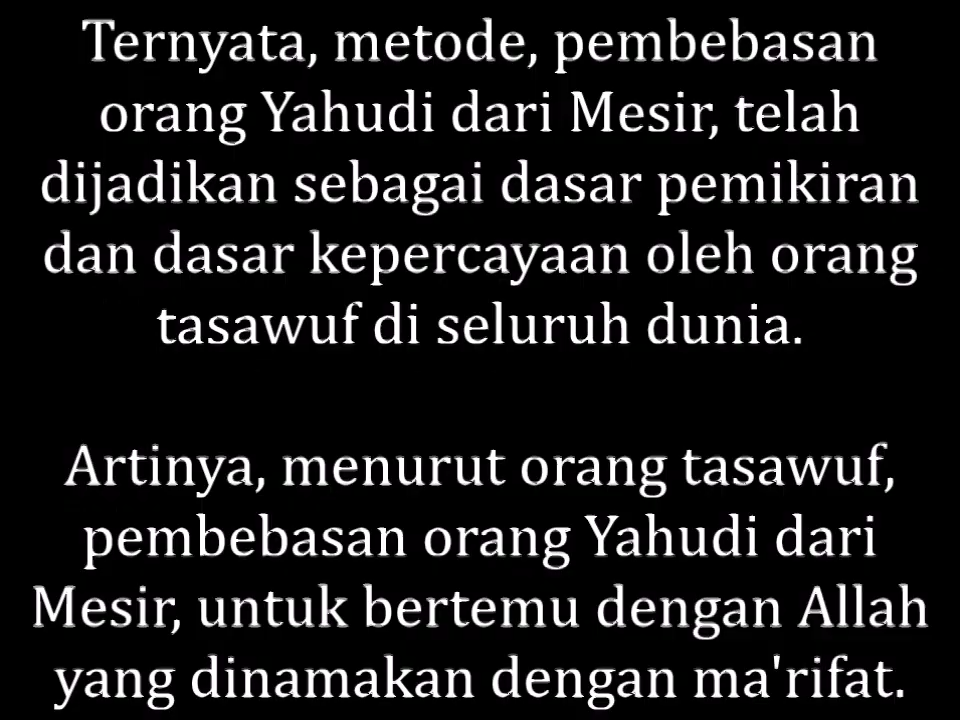 Ternyata, metode, pembebasan
orang Yahudi dari Mesir, telah
dijadikan sebagai dasar pemikiran
dan dasar kepercayaan oleh orang
tasawuf di seluruh dunia.
Artinya, menurut orang tasawuf,
pembebasan orang Yahudi dari
Mesir, untuk bertemu dengan Allah
yang dinamakan dengan ma'rifat.